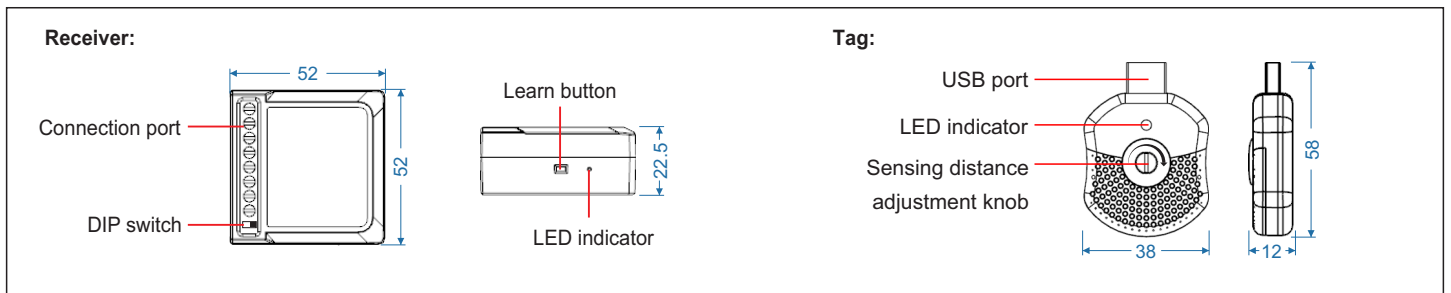 Receiver:
52
Connection port
52
DIP switch
Learn button
22.5
LED indicator
Tag:
USB port
LED indicator
Sensing distance
adjustment knob
58
38
12